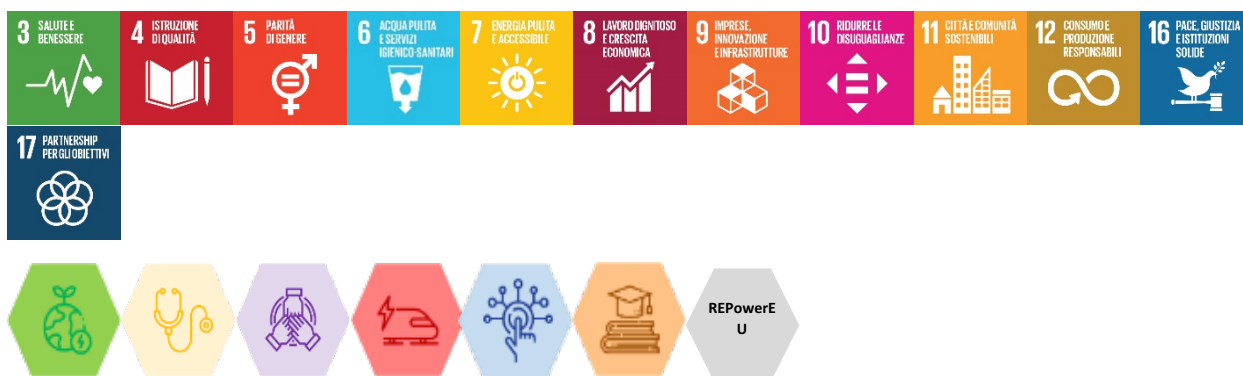 3 SALUTE E
BENESSERE
4 ISTRUZIONE
DI QUALITÀ
5 PARITÀ
DI GENERE
6 ACQUA PULITA
E SERVIZI
IGIENICO-SANITARI
7 ENERGIA PULITA
E ACCESSIBILE
8 LAVORO DIGNITOSO
E CRESCITA
ECONOMICA
9 IMPRESE,
INNOVAZIONE
E INFRASTRUTTURE
10 RIDURRE LE
DISUGUAGLIANZE
11 CITTÀ E COMUNITÀ
SOSTENIBILI
12 CONSUMO E
PRODUZIONE
RESPONSABILI
16 PACE, GIUSTIZIA
E ISTITUZIONI
SOLIDE
17 PARTNERSHIP
PER GLI OBIETTIVI
REPowerE
U